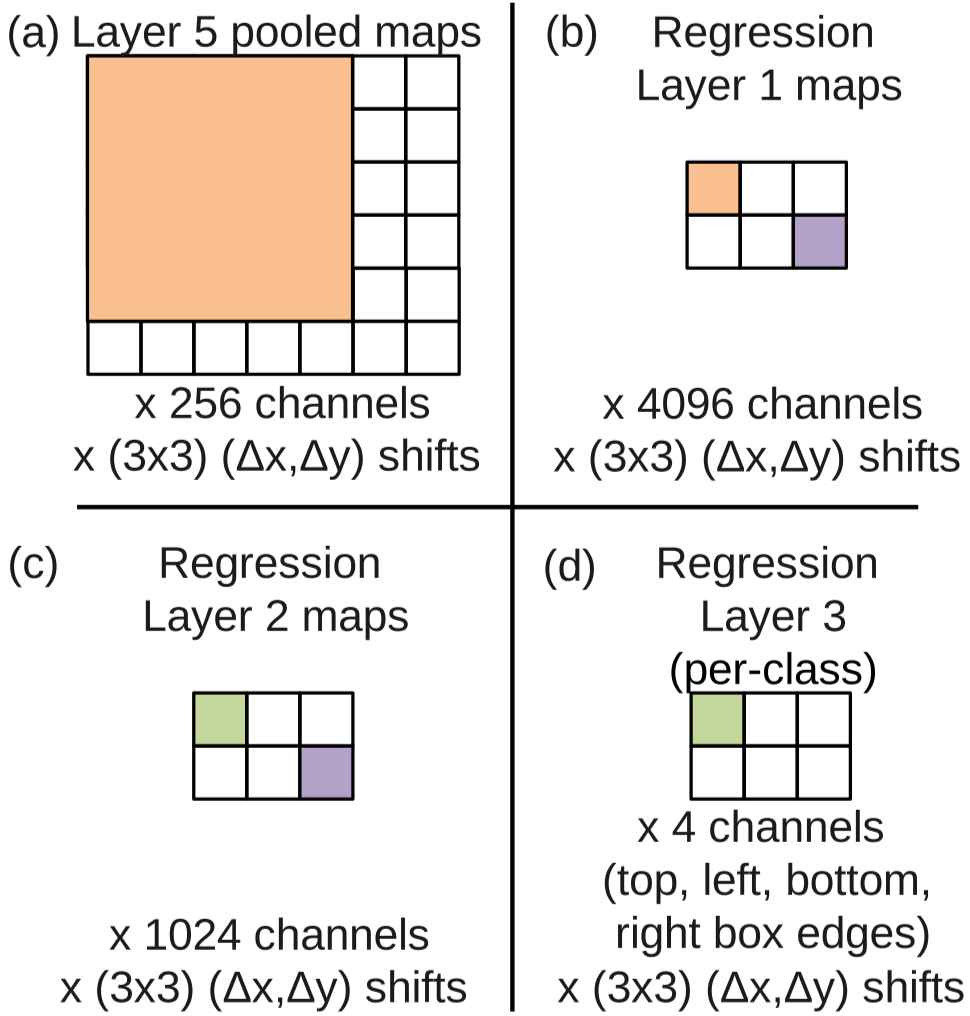 (a) Layer 5 pooled maps
x 256 channels
x (3x3) (Δx,Δy) shifts
(b) Regression
Layer 1 maps
x 4096 channels
x (3x3) (Δx,Δy) shifts
(c) Regression
Layer 2 maps
x 1024 channels
x (3x3) (Δx,Δy) shifts
(d) Regression
Layer 3
(per-class)
x 4 channels
(top, left, bottom,
right box edges)
x (3x3) (Δx,Δy) shifts